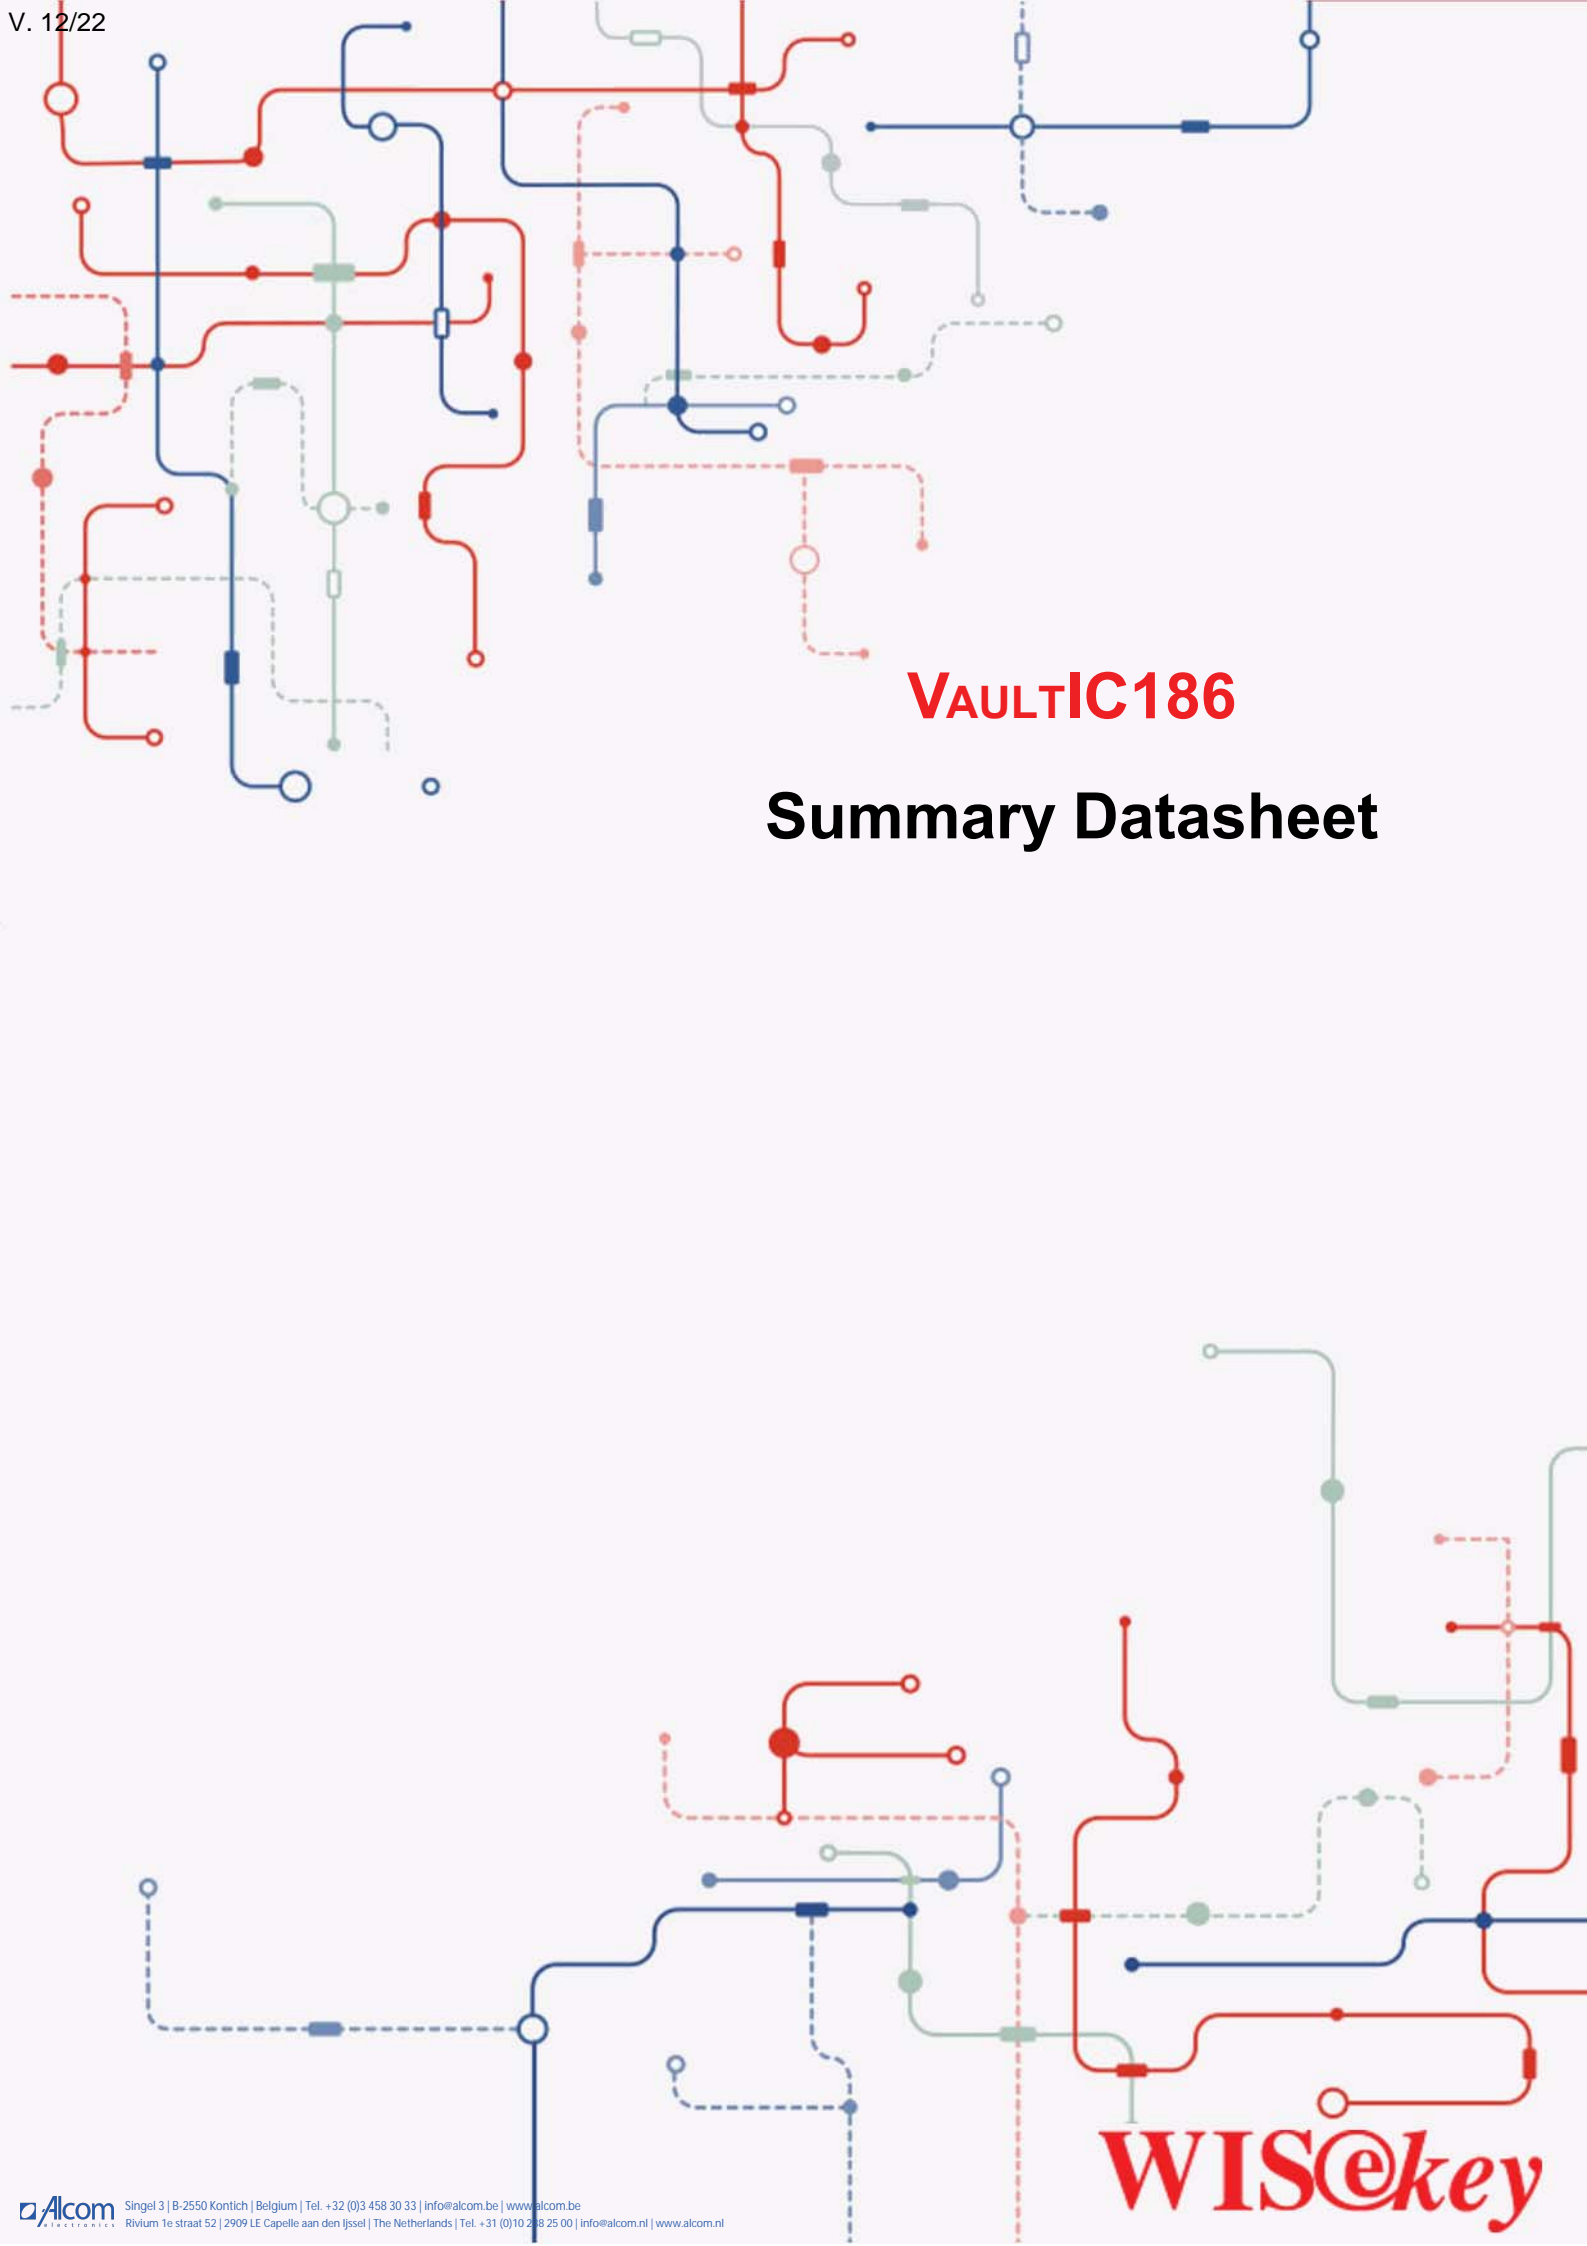 V. 12/22
VAULTIC186
Summary Datasheet
WIS@key
Alcom
electronics
Singel 3 | B-2550 Kontich | Belgium | Tel. +32 (0)3 458 30 33 | info@alcom.be | www.alcom.be
Rivium 1e straat 52 | 2909 LE Capelle aan den Ijssel | The Netherlands | Tel. +31 (0)10 288 25 00 | info@alcom.nl | www.alcom.nl